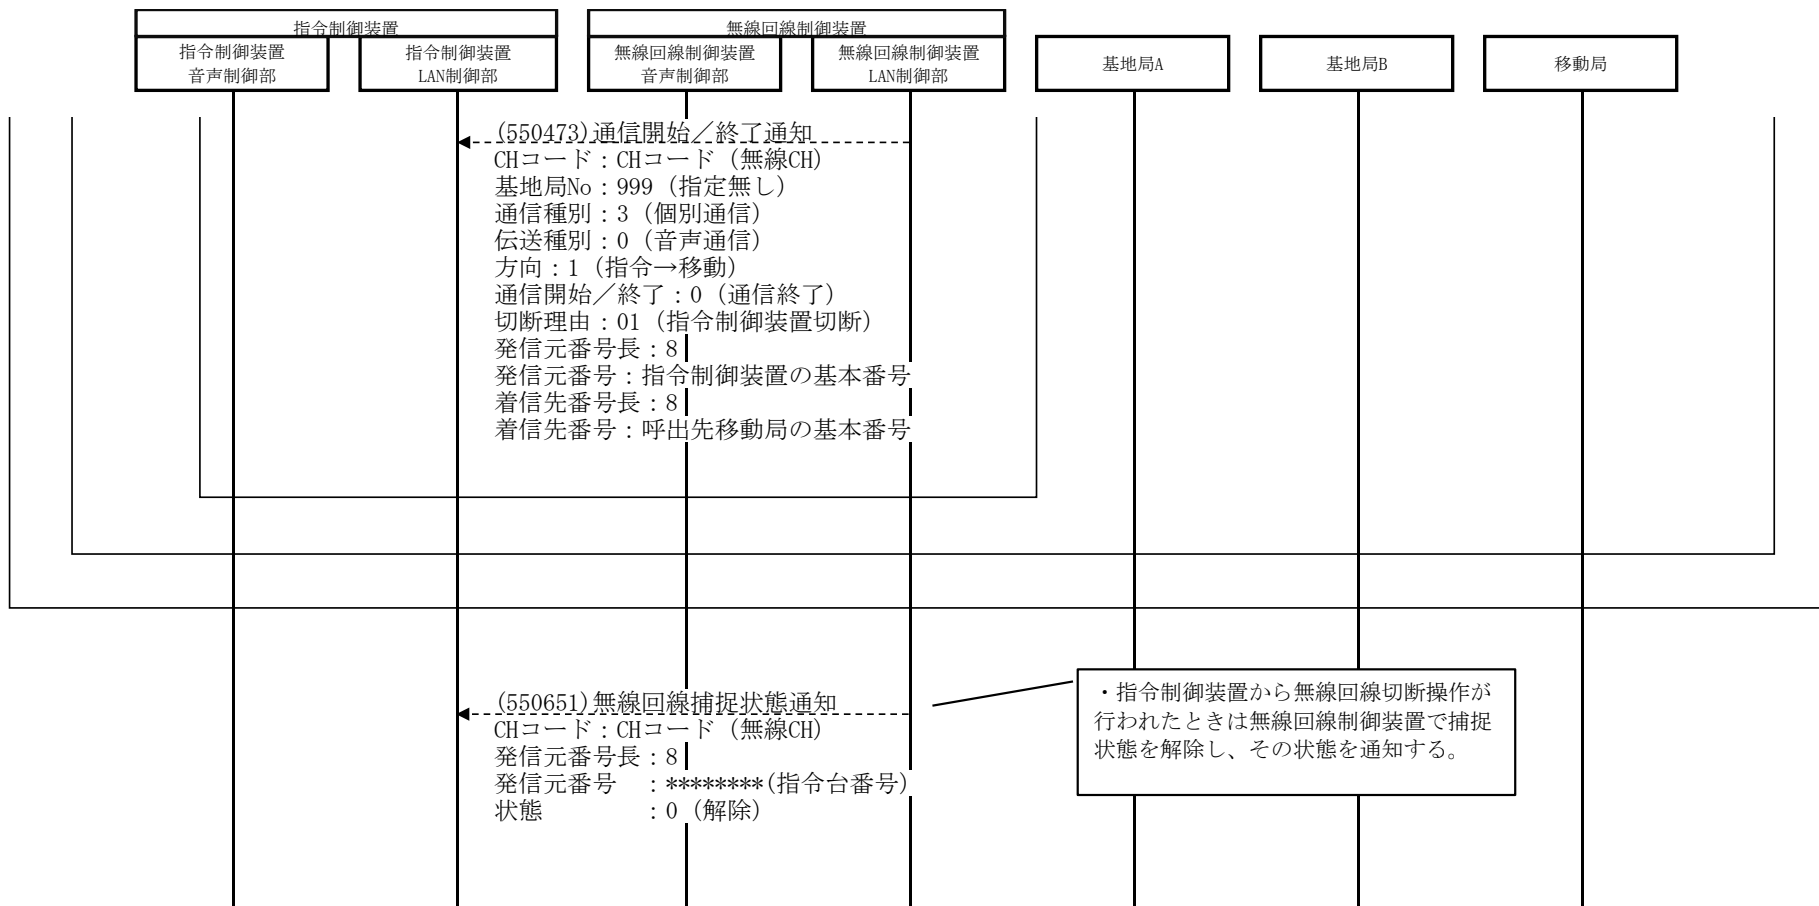 指令制御装置
無線回線制御装置
指令制御装置
音声制御部
指令制御装置
LAN制御部
無線回線制御装置
音声制御部
無線回線制御装置
LAN制御部
基地局A
基地局B
移動局
(550473)通信開始／終了通知
CHコード：CHコード（無線CH）
基地局No：999（指定無し）
通信種別：3（個別通信）
伝送種別：0（音声通信）
方向：1（指令→移動）
通信開始／終了：0（通信終了）
切断理由：01（指令制御装置切断）
発信元番号長：8
発信元番号：指令制御装置の基本番号
着信先番号長：8
着信先番号：呼出先移動局の基本番号
(550651)無線回線捕捉状態通知
CHコード：CHコード（無線CH）
発信元番号長：8
発信元番号　：********(指令台番号)
状態　　　　：0（解除）
・指令制御装置から無線回線切断操作が
行われたときは無線回線制御装置で捕捉
状態を解除し、その状態を通知する。